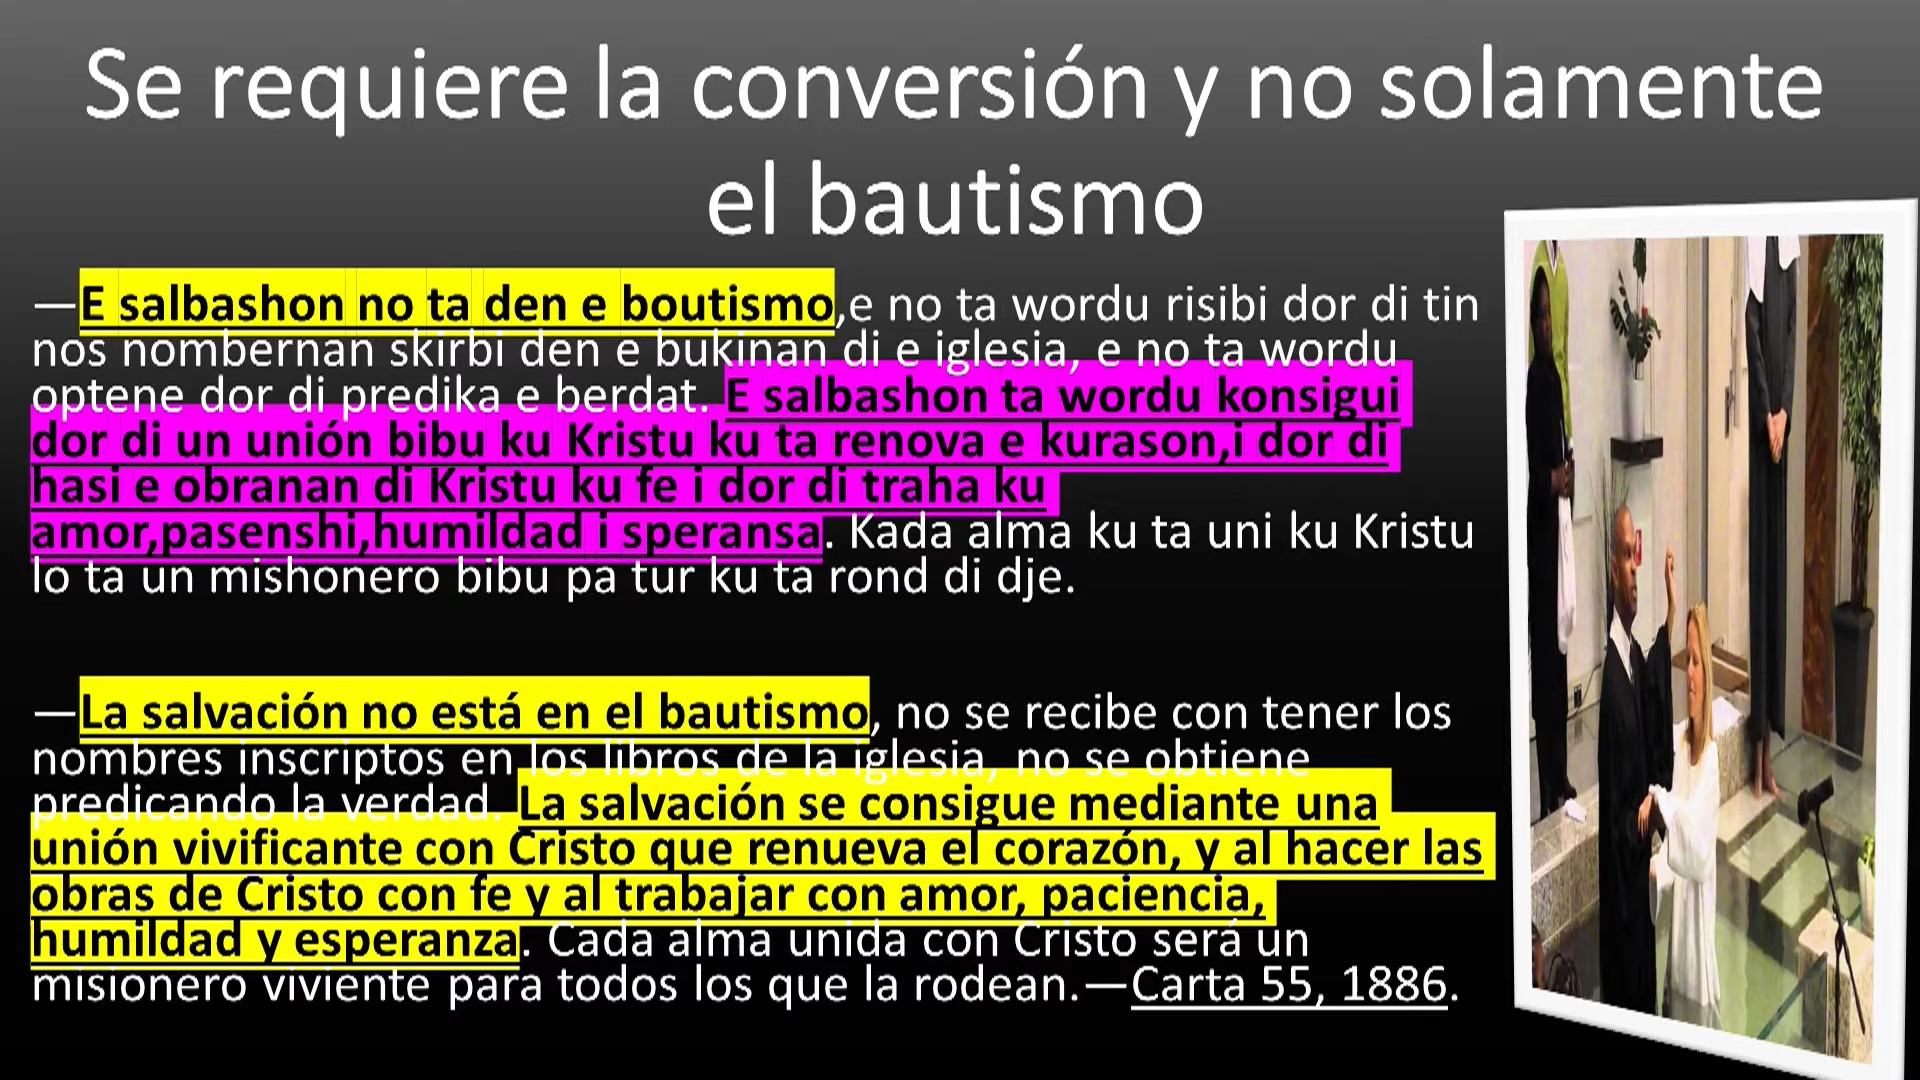 Se requiere la conversión y no solamente
el bautismo
—E salbashon no ta den e boutismo,e no ta wordu risibi dor di tin
nos nombernan skirbi den e bukinan di e iglesia, e no ta wordu
optene dor di predika e berdat. E salbashon ta wordu konsigui
dor di un unión bibu ku Kristu ku ta renova e kurason,i dor di
hasi e obranan di Kristu ku fe i dor di traha ku
amor,pasenshi,humildad i speransa. Kada alma ku ta uni ku Kristu
lo ta un mishonero bibu pa tur ku ta rond di dje.
—La salvación no está en el bautismo, no se recibe con tener los
nombres inscriptos en los libros de la iglesia, no se obtiene
predicando la verdad. La salvación se consigue mediante una
unión vivificante con Cristo que renueva el corazón, y al hacer las
obras de Cristo con fe y al trabajar con amor, paciencia,
humildad y esperanza. Cada alma unida con Cristo será un
misionero viviente para todos los que la rodean.—Carta 55, 1886.